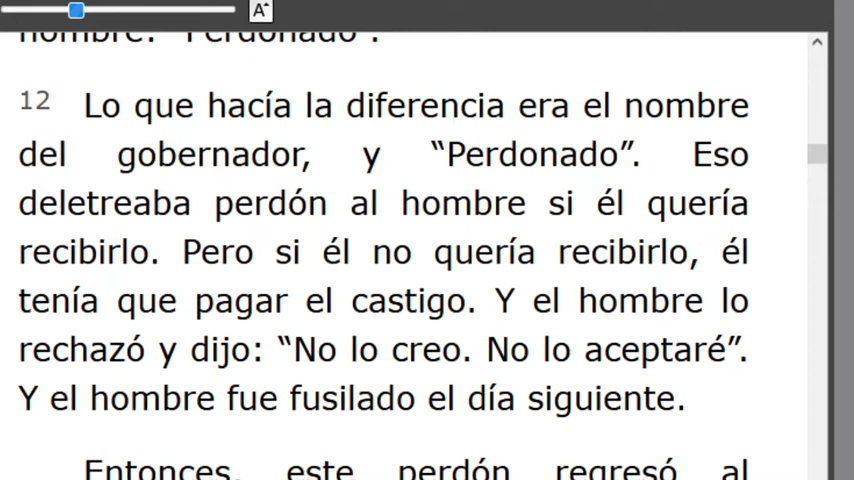 A
nombre: "Perdonado".
12 Lo que hacía la diferencia era el nombre
del gobernador, y “Perdonado”. Eso
deletreaba perdón al hombre si él quería
recibirlo. Pero si él no quería recibirlo, él
tenía que pagar el castigo. Y el hombre lo
rechazó y dijo: “No lo creo. No lo aceptaré”.
Y el hombre fue fusilado el día siguiente.
Entonces, este perdón regresó al